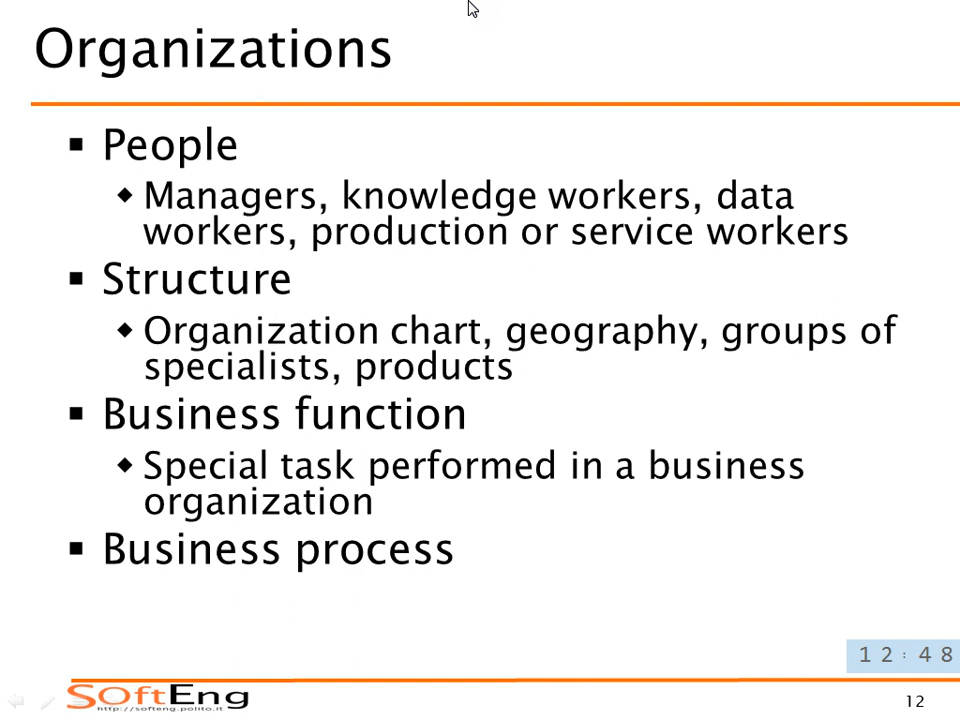 Organizations
▪ People
◆ Managers, knowledge workers, data
workers, production or service workers
▪ Structure
◆ Organization chart, geography, groups of
specialists, products
▪ Business function
◆ Special task performed in a business
organization
▪ Business process
12:48
SOftEng
http://softeng.polito.it
12